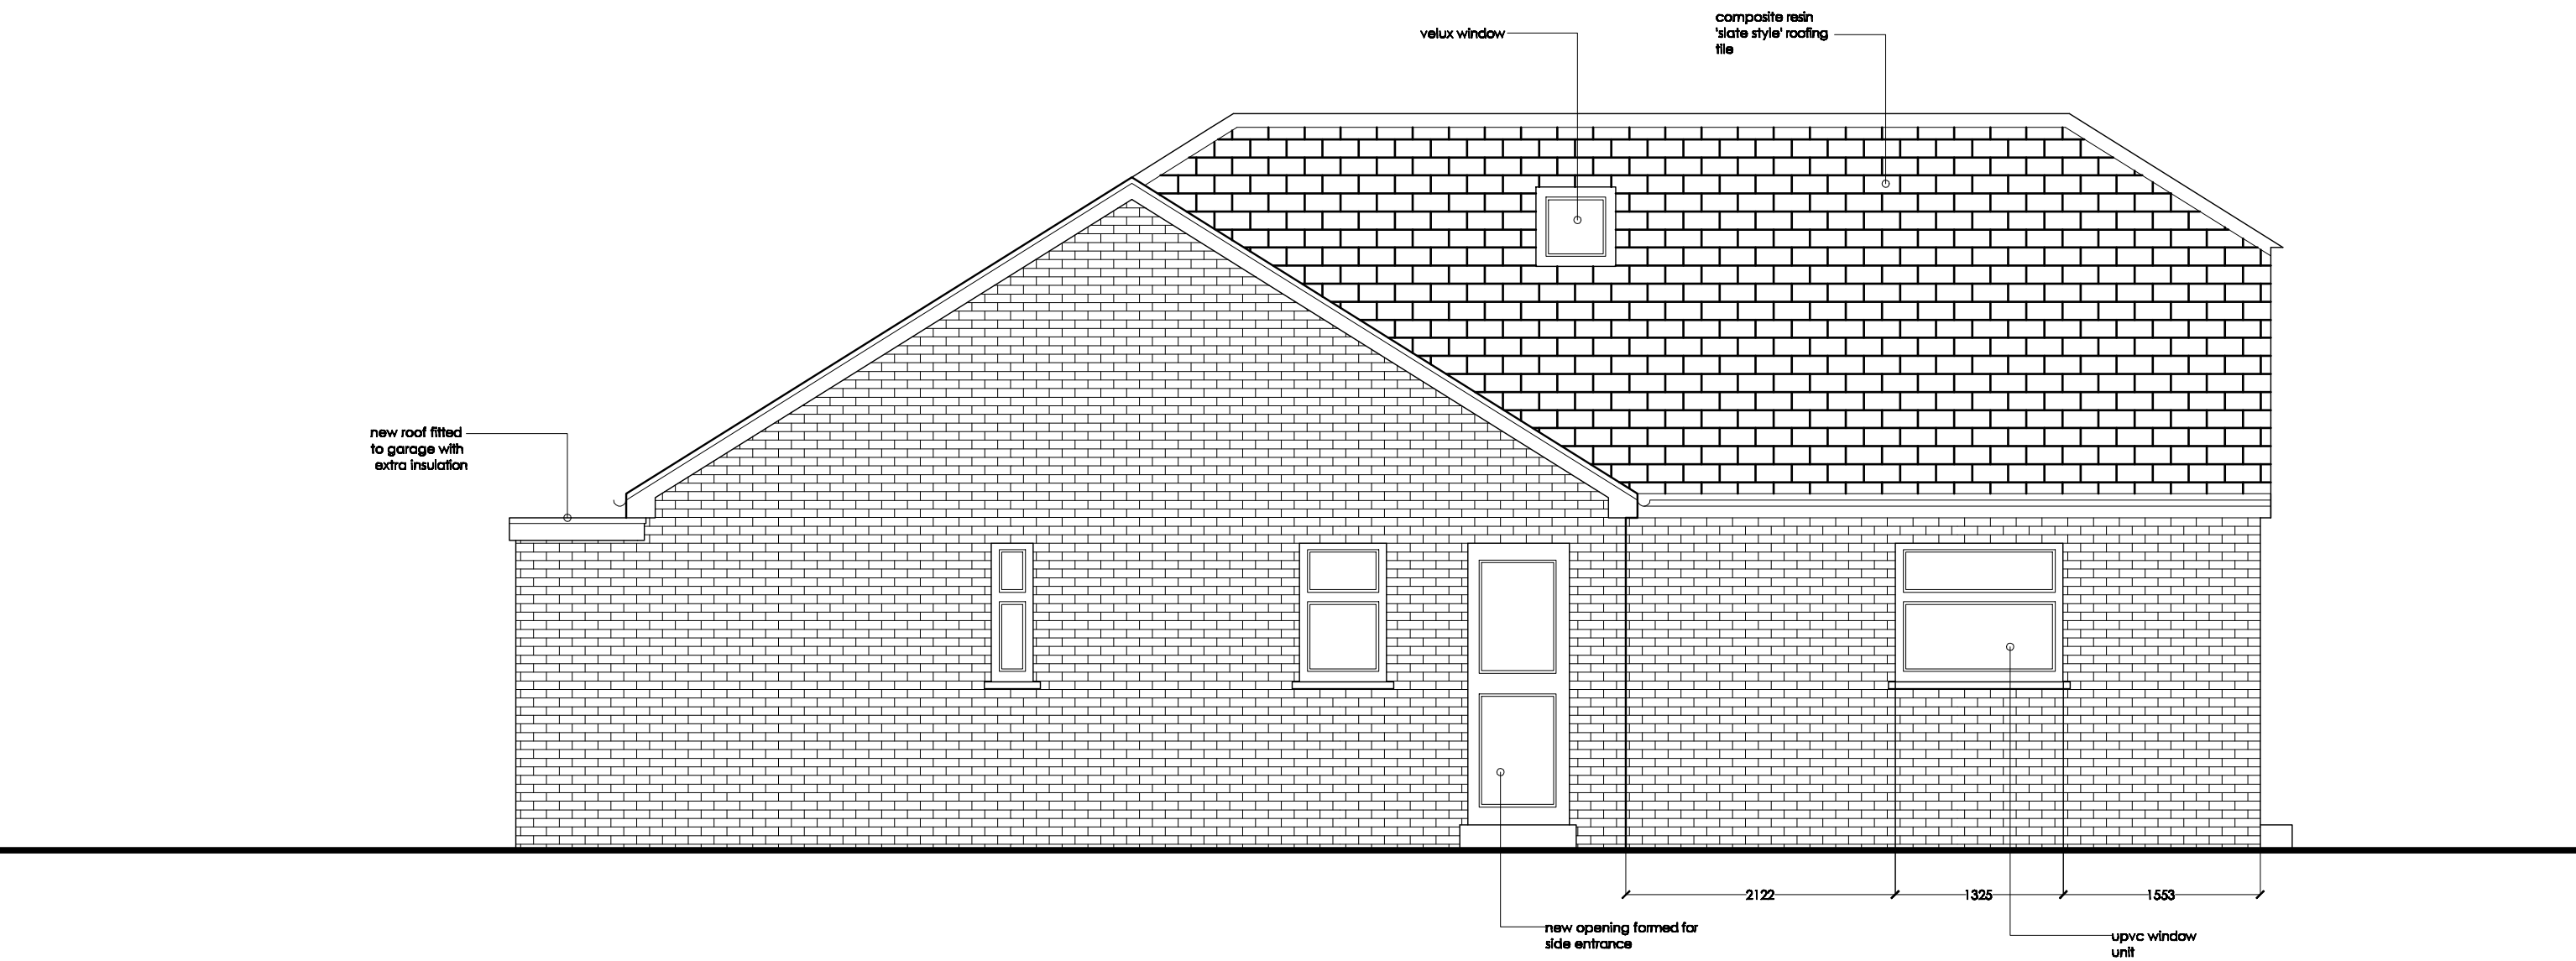 composite resin
'slate style' roofing
tile
velux window
new roof fitted
to garage with
extra insulation
2122
1325
1553
new opening formed for
side entrance
upvc window
unit